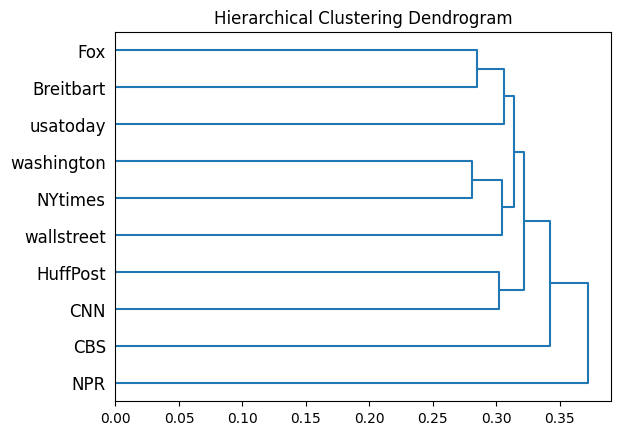 Hierarchical Clustering Dendrogram
Fox
Breitbart
usatoday
washington
NYtimes
wallstreet
HuffPost
CNN
CBS
NPR
0.00 0.05 0.10 0.15 0.20 0.25 0.30 0.35